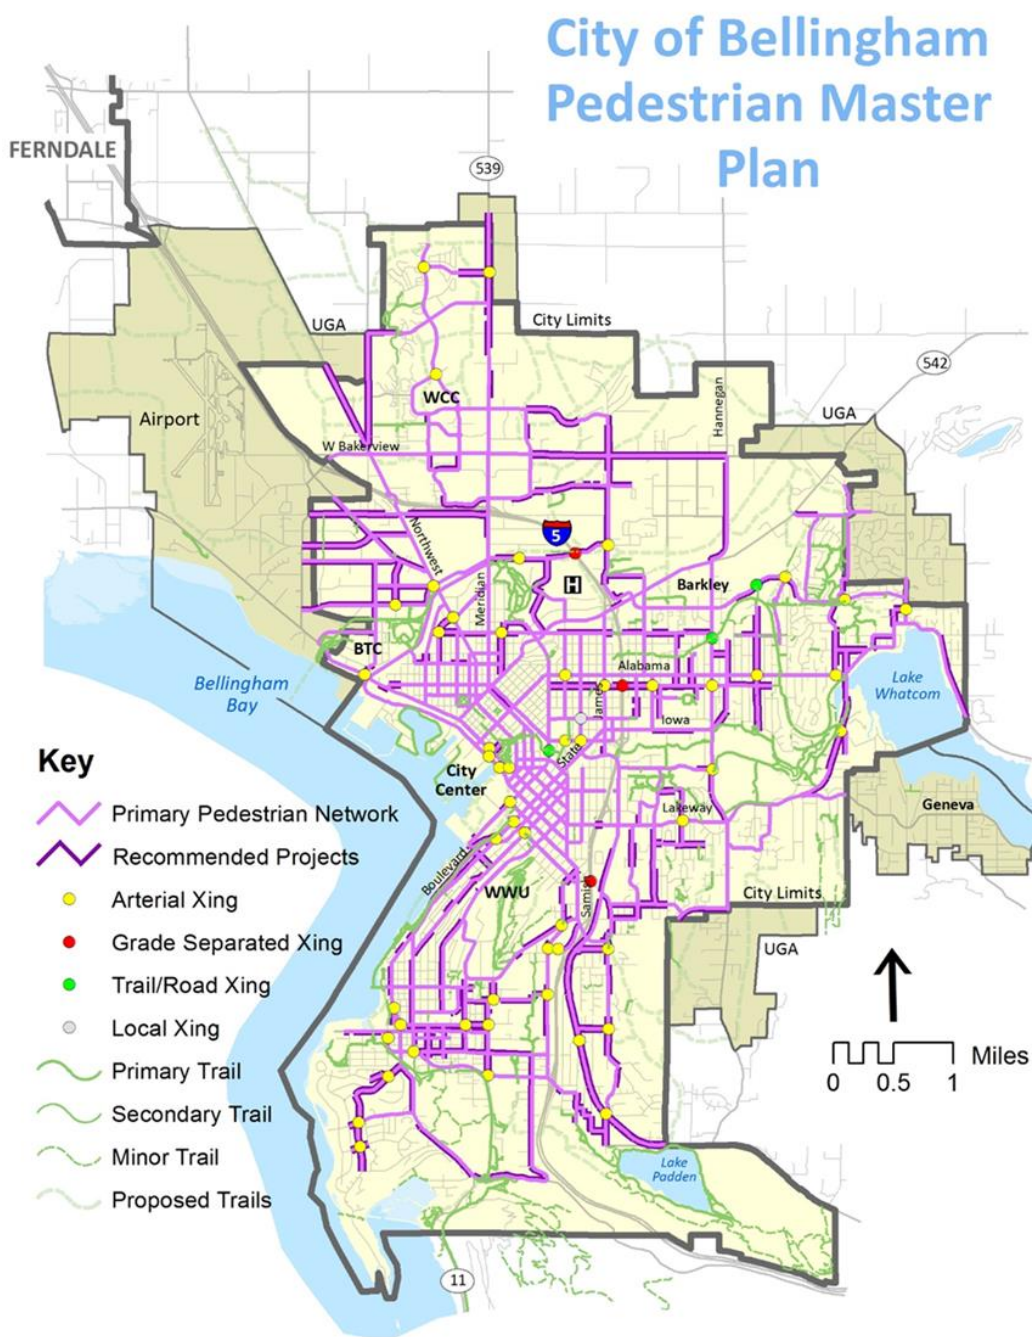 City of Bellingham
Pedestrian Master
Plan
FERNDALE
539
UGA
City Limits
542
WCC
Hannegan
UGA
Airport
W Bakerview
Northwest
5
H
Barkley
Meridian
BTC
Alabama
Bellingham
Bay
Lake
Whatcom
James
Iowa
State
City
Center
Lakeway
Geneva
Boulevard
WWU
Samish
City Limits
UGA
Miles
0 0.5 1
Lake
Padden
11
Key
Primary Pedestrian Network
Recommended Projects
Arterial Xing
Grade Separated Xing
Trail/Road Xing
Local Xing
Primary Trail
Secondary Trail
Minor Trail
Proposed Trails